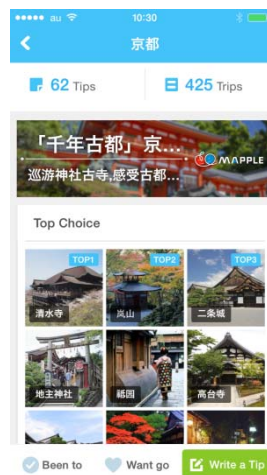 au 10:30
京都
62 Tips 425 Trips
「千年古都」京...
MAPPLE
巡游神社古寺,感受古都...
Top Choice
TOP1 TOP2 TOP3
清水寺 岚山 二条城
地主神社 祇园 高台寺
Been to Want go Write a Tip